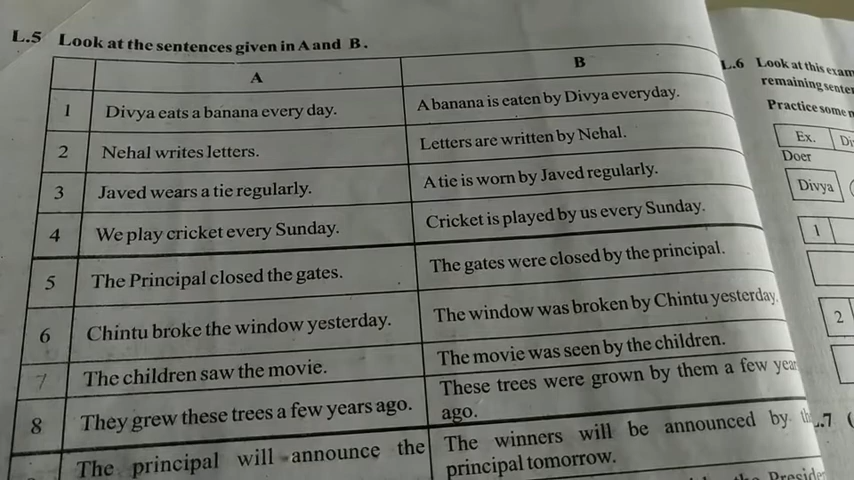 L.5 Look at the sentences given in A and B.
A B
1 Divya eats a banana every day. A banana is eaten by Divya everyday.
2 Nehal writes letters. Letters are written by Nehal.
3 Javed wears a tie regularly. A tie is worn by Javed regularly.
4 We play cricket every Sunday. Cricket is played by us every Sunday.
5 The Principal closed the gates. The gates were closed by the principal.
6 Chintu broke the window yesterday. The window was broken by Chintu yesterday.
7 The children saw the movie. The movie was seen by the children.
8 They grew these trees a few years ago. These trees were grown by them a few
ago.
The principal will announce the The winners will be announced by
principal tomorrow.
L.6 Look at this
remaining
Practice some
Ex.
Doer
Divya
1
2
.7